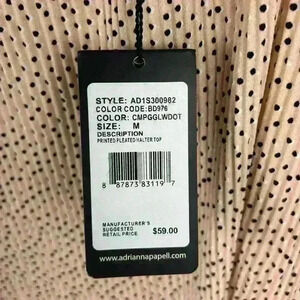 STYLE: AD1S300982
COLOR CODE: BD976
COLOR: CMPGGLWDOT
SIZE: M
DESCRIPTION
PRINTED PLEATED HALTER TOP
8 87873 83119 7
MANUFACTURER'S
SUGGESTED
RETAIL PRICE $59.00
www.adriannapapell.com